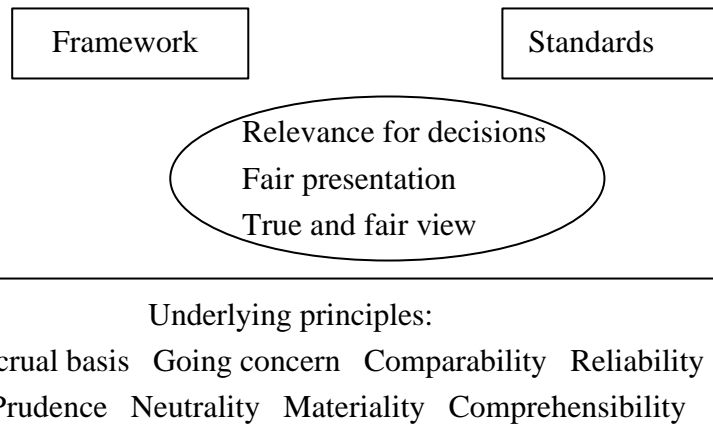 Framework Standards
Relevance for decisions
Fair presentation
True and fair view
Underlying principles:
crual basis Going concern Comparability Reliability
Prudence Neutrality Materiality Comprehensibility